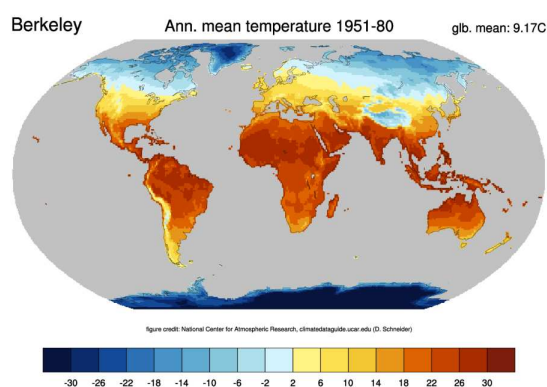 Berkeley Ann. mean temperature 1951-80 glb. mean: 9.17C
figure credit: National Center for Atmospheric Research, climatedataguide.ucar.edu (D. Schneider)
-30 -26 -22 -18 -14 -10 -6 -2 2 6 10 14 18 22 26